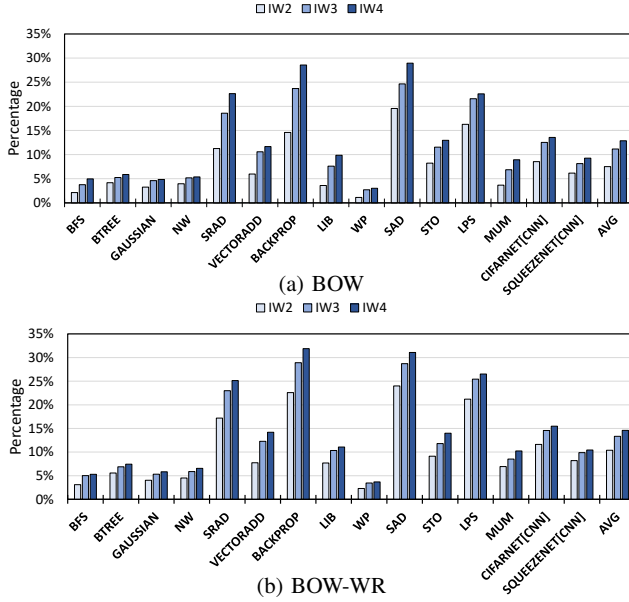 IW2 IW3 IW4
35%
30%
25%
20%
15%
10%
5%
0%
Percentage
BFS
BTREE
GAUSSIAN
NW
SRAD
VECTORADD
BACKPROP
LIB
WP
SAD
STO
LPS
MUM
CIFARNET[CNN]
SQUEEZENET[CNN]
AVG
(a) BOW
IW2 IW3 IW4
35%
30%
25%
20%
15%
10%
5%
0%
Percentage
BFS
BTREE
GAUSSIAN
NW
SRAD
VECTORADD
BACKPROP
LIB
WP
SAD
STO
LPS
MUM
CIFARNET[CNN]
SQUEEZENET[CNN]
AVG
(b) BOW-WR